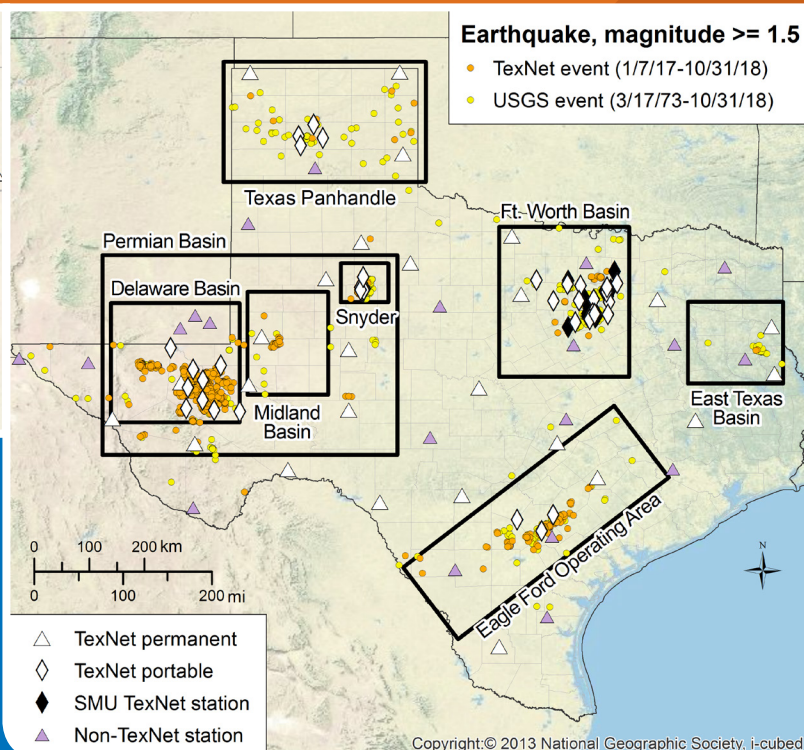 Earthquake, magnitude >= 1.5
TexNet event (1/7/17-10/31/18)
USGS event (3/17/73-10/31/18)
Texas Panhandle
Ft. Worth Basin
Permian Basin
Delaware Basin
Snyder
Midland
Basin
East Texas
Basin
Eagle Ford Operating Area
0 100 200 km
0 100 200 mi
N
TexNet permanent
TexNet portable
SMU TexNet station
Non-TexNet station
Copyright:© 2013 National Geographic Society, i-cubed